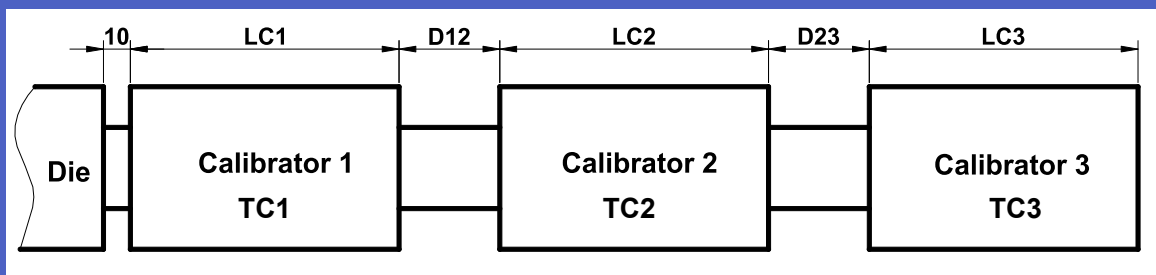 10 LC1 D12 LC2 D23 LC3
Die
Calibrator 1
TC1
Calibrator 2
TC2
Calibrator 3
TC3